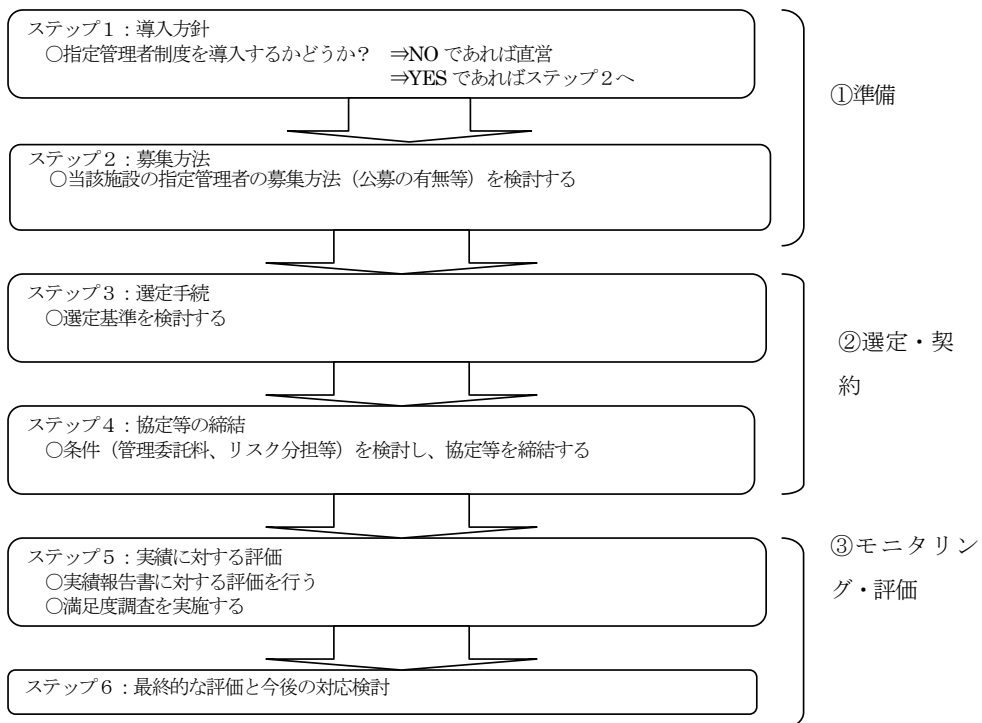 ステップ１：導入方針
○指定管理者制度を導入するかどうか？　⇒NO であれば直営
⇒YES であればステップ２へ
①準備
ステップ２：募集方法
○当該施設の指定管理者の募集方法（公募の有無等）を検討する
ステップ３：選定手続
○選定基準を検討する
②選定・契
約
ステップ４：協定等の締結
○条件（管理委託料、リスク分担等）を検討し、協定等を締結する
ステップ５：実績に対する評価
○実績報告書に対する評価を行う
○満足度調査を実施する
③モニタリン
グ・評価
ステップ６：最終的な評価と今後の対応検討